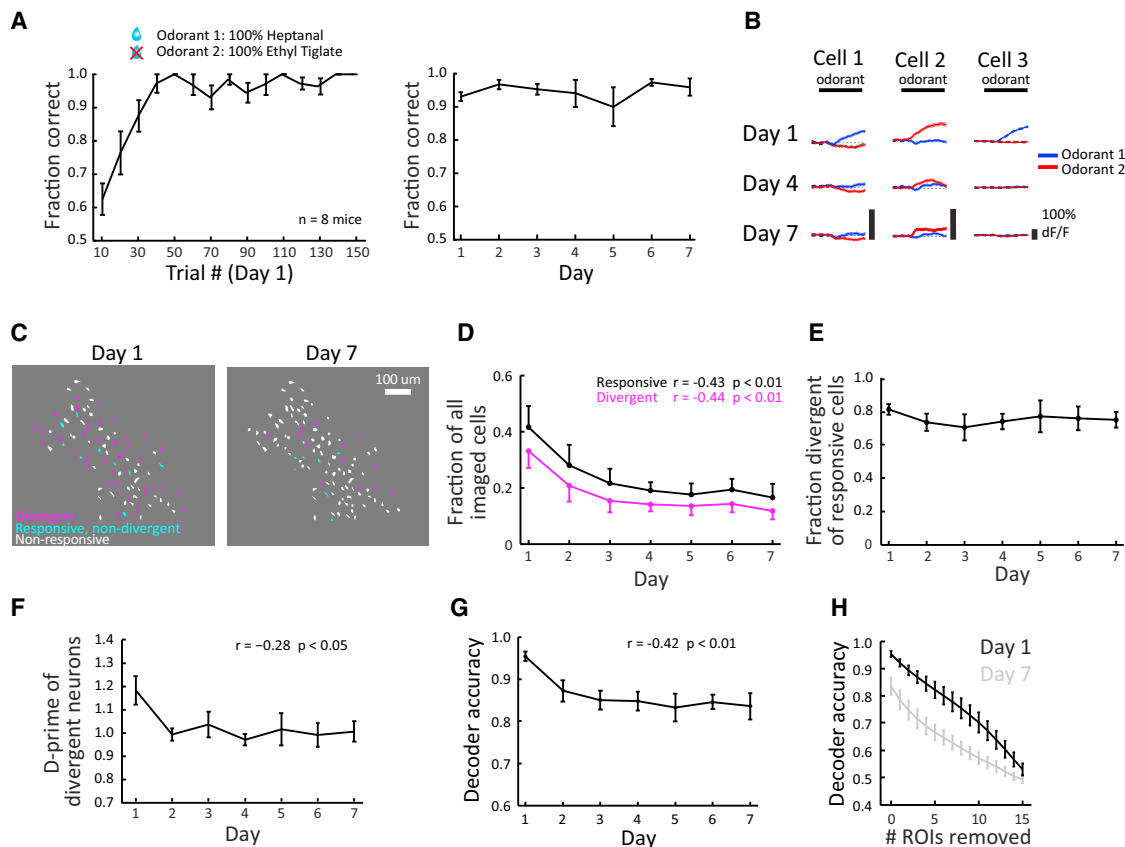 A
Odorant 1: 100% Heptanal
Odorant 2: 100% Ethyl Tiglate
Fraction correct
1.0
0.9
0.8
0.7
0.6
0.5
10 30 50 70 90 110 130 150
Trial # (Day 1)
n = 8 mice
Fraction correct
1.0
0.9
0.8
0.7
0.6
0.5
1 2 3 4 5 6 7
Day
B
Cell 1 Cell 2 Cell 3
odorant odorant odorant
Day 1
Day 4
Day 7
Odorant 1
Odorant 2
100%
dF/F
C
Day 1 Day 7
100 um
Divergent
Responsive, non-divergent
Non-responsive
D
Fraction of all
imaged cells
0.6
0.4
0.2
0
Responsive r = -0.43 p < 0.01
Divergent r = -0.44 p < 0.01
1 2 3 4 5 6 7
Day
E
Fraction divergent
of responsive cells
1.0
0.8
0.6
0.4
0.2
0
1 2 3 4 5 6 7
Day
F
D-prime of
divergent neurons
1.4
1.3
1.2
1.1
1.0
0.9
0.8
0.7
r = −0.28 p < 0.05
1 2 3 4 5 6 7
Day
G
Decoder accuracy
1.0
0.9
0.8
0.7
0.6
r = -0.42 p < 0.01
1 2 3 4 5 6 7
Day
H
Decoder accuracy
1.0
0.9
0.8
0.7
0.6
0.5
0.4
Day 1
Day 7
0 5 10 15
# ROIs removed